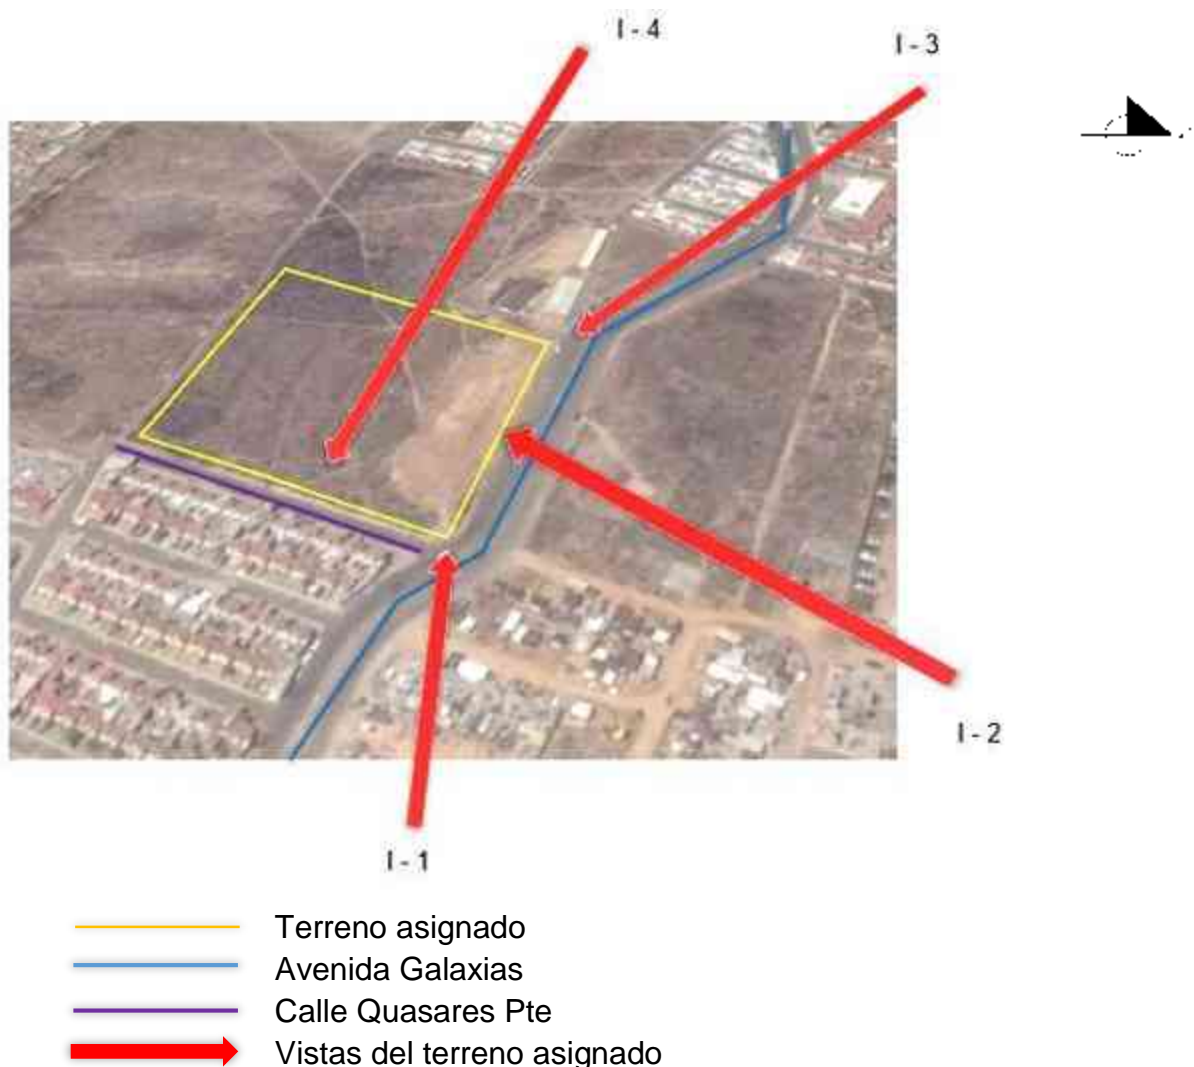 I - 4
I - 3
I - 2
I - 1
Terreno asignado
Avenida Galaxias
Calle Quasares Pte
Vistas del terreno asignado